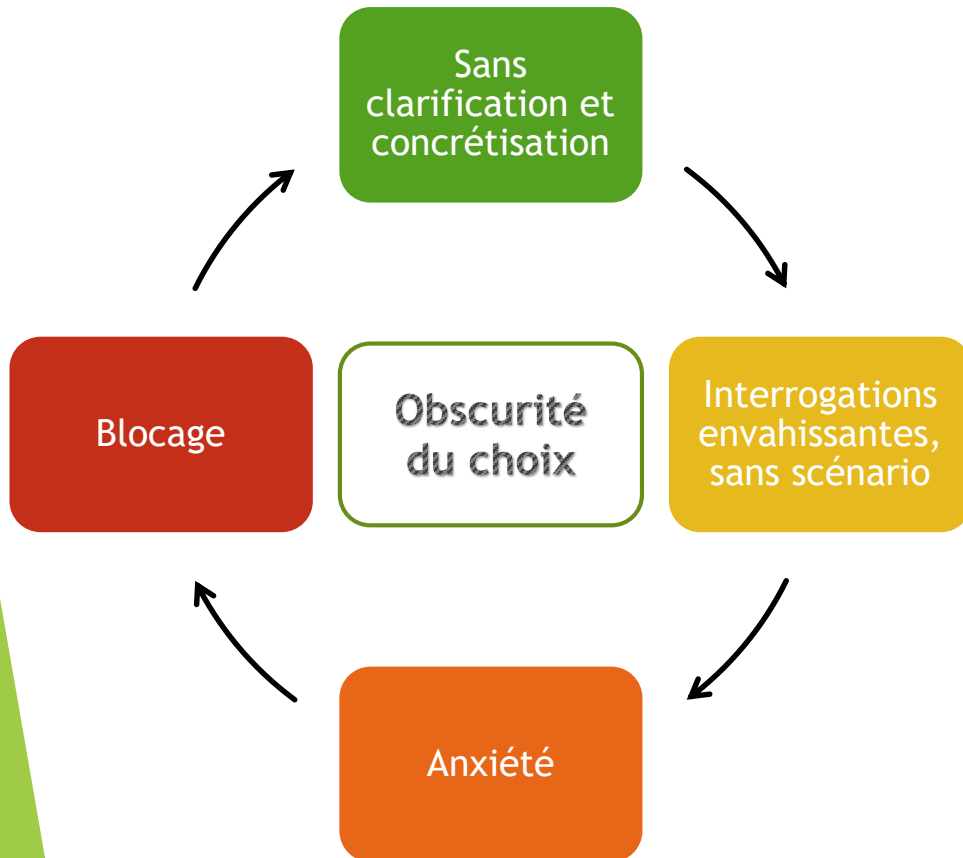 Sans
clarification et
concrétisation
Interrogations
envahissantes,
sans scénario
Anxiété
Blocage
Obscurité
du choix